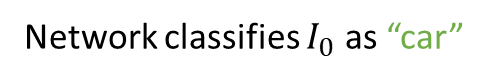 Network classifies I₀ as “car”